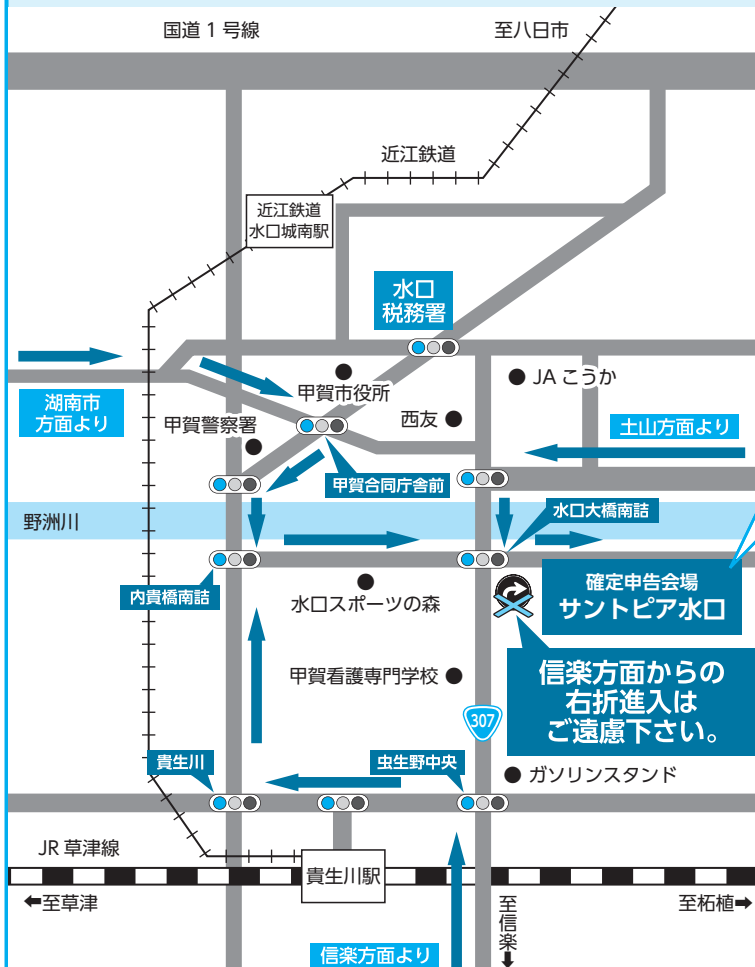 国道1号線
至八日市
近江鉄道
近江鉄道
水口城南駅
水口
税務署
湖南市
方面より
甲賀市役所
JA こうか
甲賀警察署
西友
土山方面より
甲賀合同庁舎前
野洲川
水口大橋南詰
内貴橋南詰
水口スポーツの森
確定申告会場
サントピア水口
甲賀看護専門学校
信楽方面からの
右折進入は
ご遠慮下さい。
307
貴生川
虫生野中央
ガソリンスタンド
JR 草津線
貴生川駅
←至草津
至信楽
至柘植→
信楽方面より